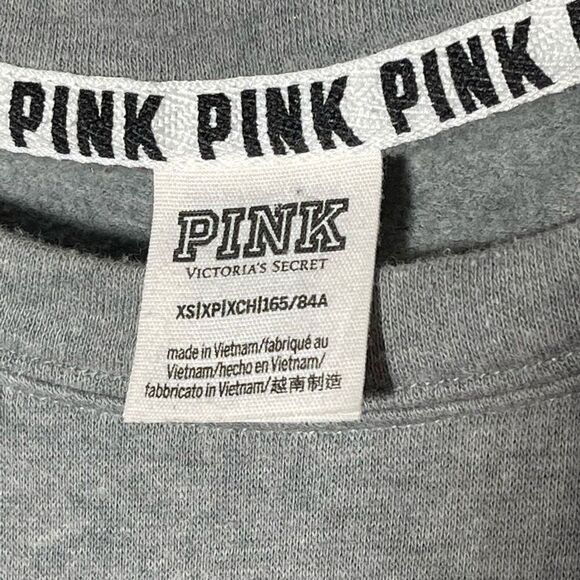 PINK PINK PINK PINK
PINK
VICTORIA'S SECRET
XS|XP|XCH|165/84A
made in Vietnam/fabriqué au
Vietnam/hecho en Vietnam/
fabbricato in Vietnam/越南制造